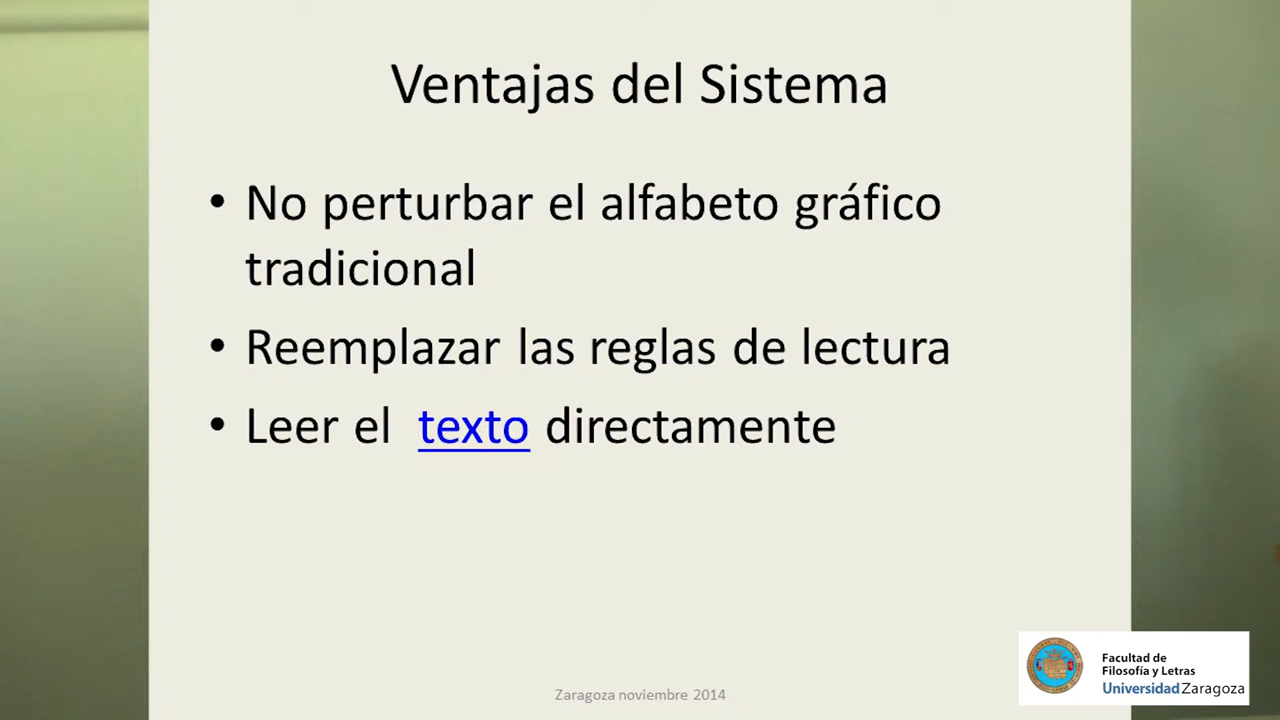 Ventajas del Sistema
• No perturbar el alfabeto gráfico
tradicional
• Reemplazar las reglas de lectura
• Leer el texto directamente
Zaragoza noviembre 2014
Facultad de
Filosofía y Letras
Universidad Zaragoza